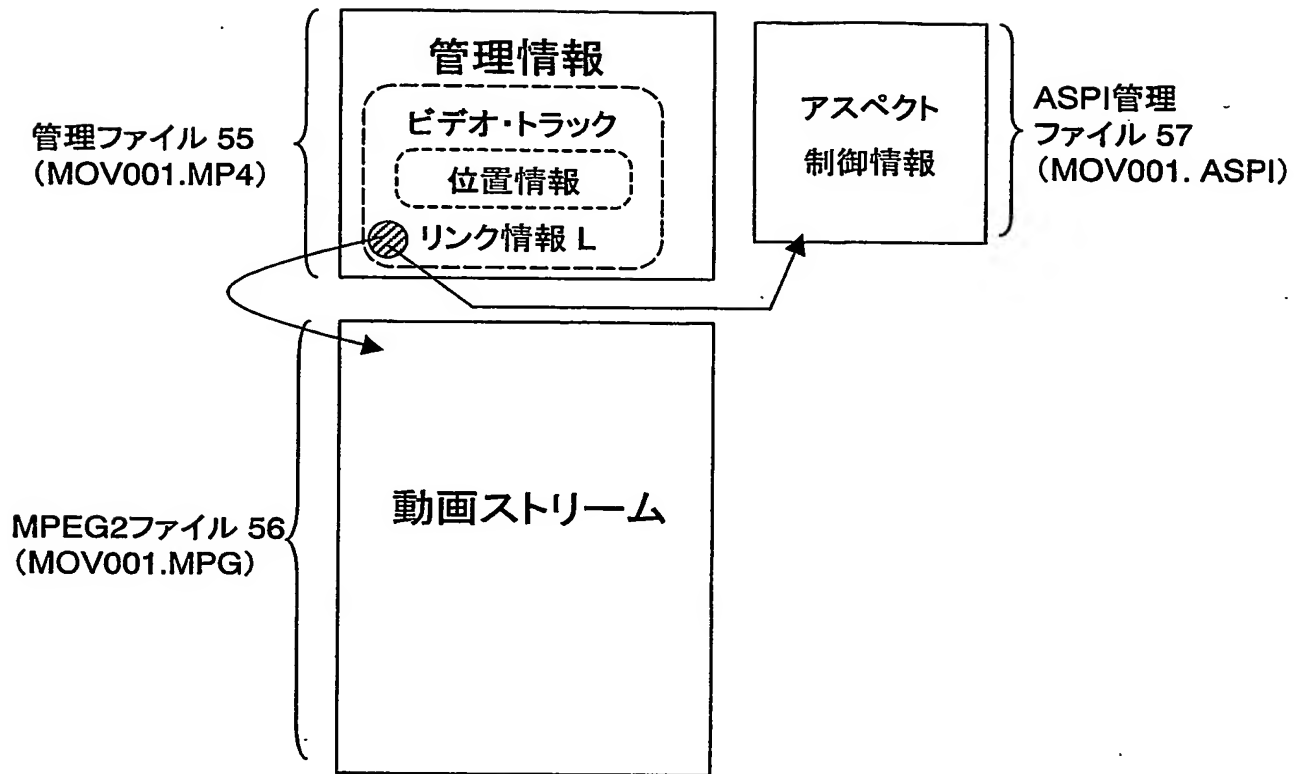 管理ファイル 55
(MOV001.MP4)
管理情報
ビデオ・トラック
位置情報
リンク情報 L
アスペクト
制御情報
ASPI管理
ファイル 57
(MOV001. ASPI)
MPEG2ファイル 56
(MOV001.MPG)
動画ストリーム